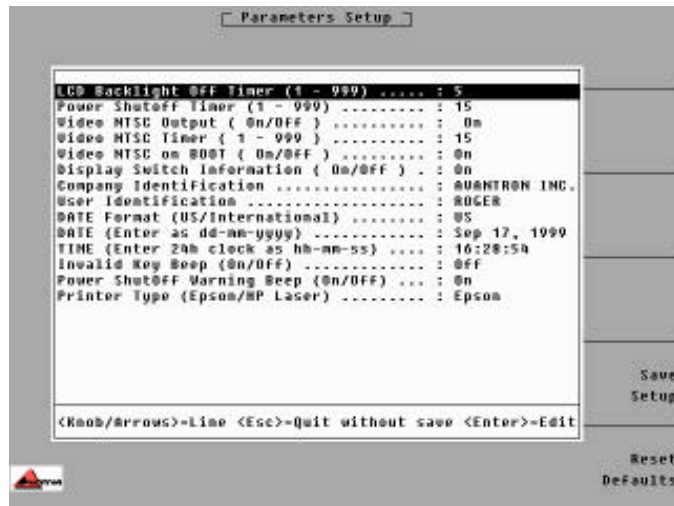 Parameters Setup
LCD Backlight Off Timer (1 - 999) ..... : 5
Power Shutoff Timer (1 - 999) ......... : 15
Video NTSC Output ( On/Off ) .......... : On
Video NTSC Timer ( 1 - 999 ) .......... : 15
Video NTSC on BOOT ( On/Off ) ......... : On
Display Switch Information ( On/Off ) . : On
Company Identification ................ : AVANTRON INC.
User Identification ................... : ROGER
DATE Format (US/International) ........ : US
DATE (Enter as dd-mm-yyyy) ............ : Sep 17, 1999
TIME (Enter 24h clock as hh-mm-ss) .... : 16:28:54
Invalid Key Beep (On/Off) ............. : Off
Power ShutOff Warning Beep (On/Off) ... : On
Printer Type (Epson/HP Laser) ......... : Epson
<Knob/Arrows>-Line <Esc>-Quit without save <Enter>-Edit
Save
Setup
Reset
Defaults